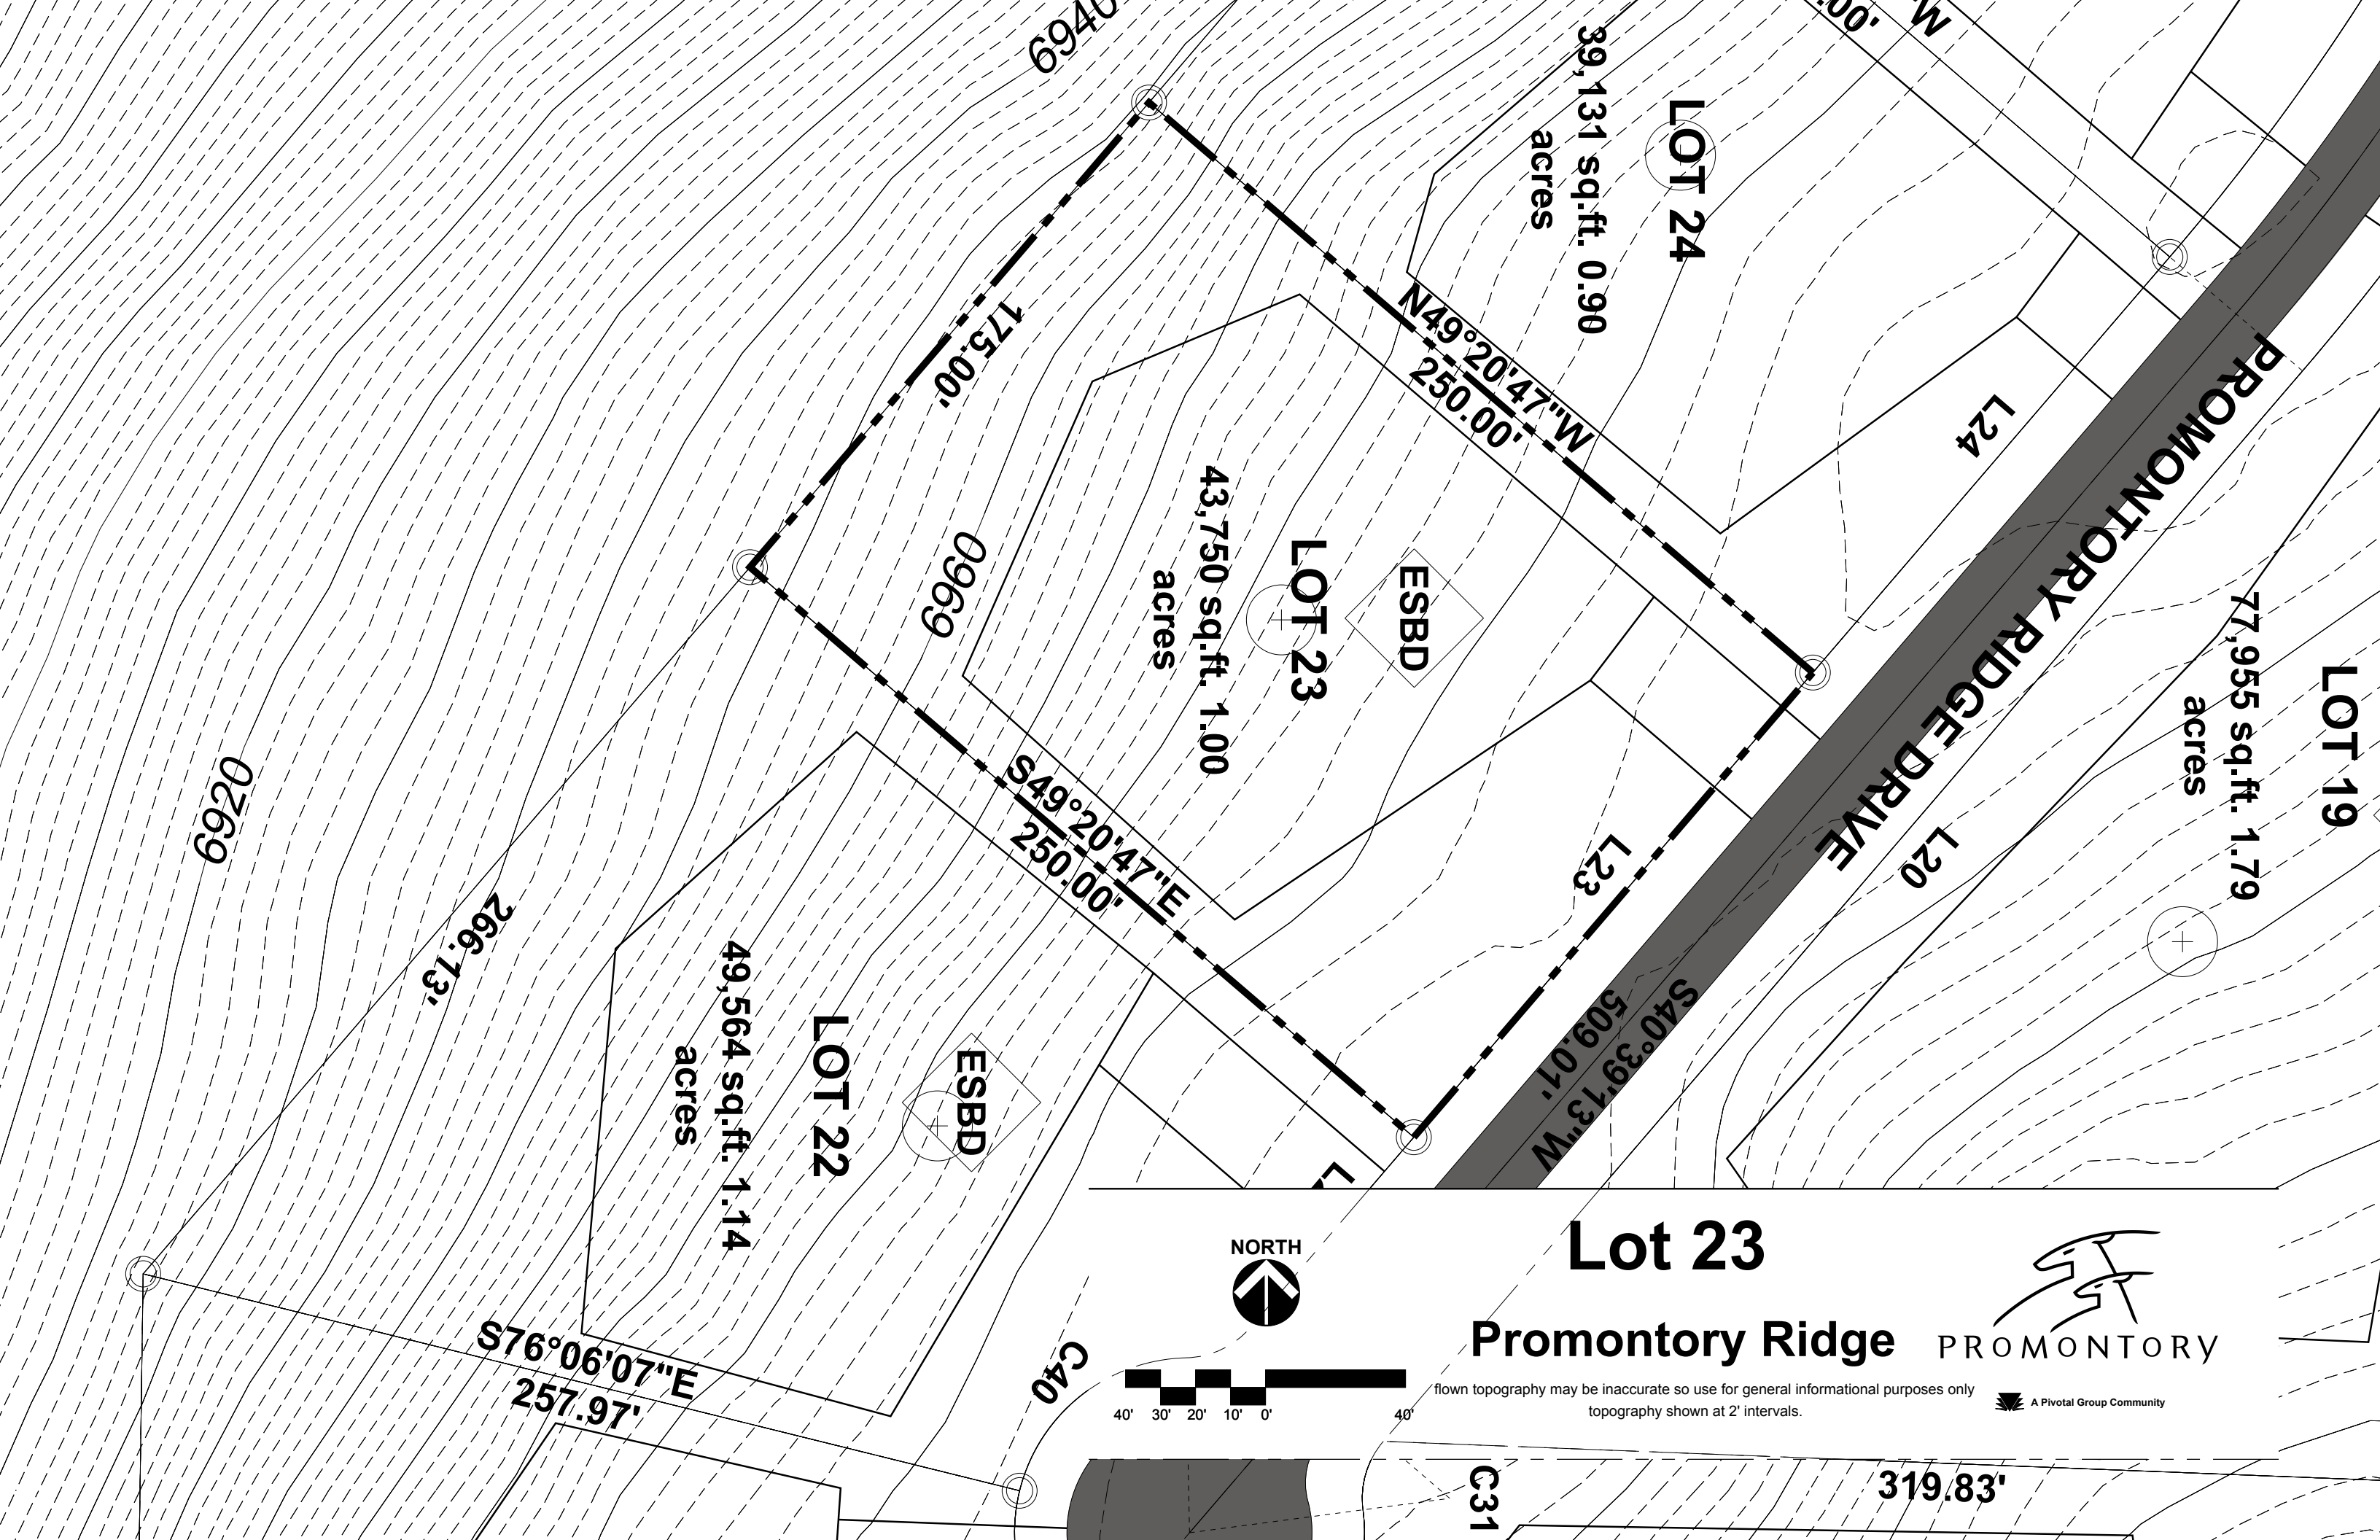 6940
.00'
W
39,131 sq.ft. 0.90
acres
LOT 24
175.00'
N49°20'47"W
250.00'
L24
PROMONTORY RIDGE DRIVE
6960
43,750 sq.ft. 1.00
acres
LOT 23
ESBD
77,955 sq.ft. 1.79
acres
LOT 19
6920
S49°20'47"E
250.00'
L23
L20
266.13'
49,564 sq.ft. 1.14
acres
LOT 22
ESBD
S40°39'13"W
509.01'
S76°06'07"E
257.97'
C40
NORTH
40' 30' 20' 10' 0' 40'
Lot 23
Promontory Ridge
flown topography may be inaccurate so use for general informational purposes only
topography shown at 2' intervals.
PROMONTORY
A Pivotal Group Community
C31
319.83'